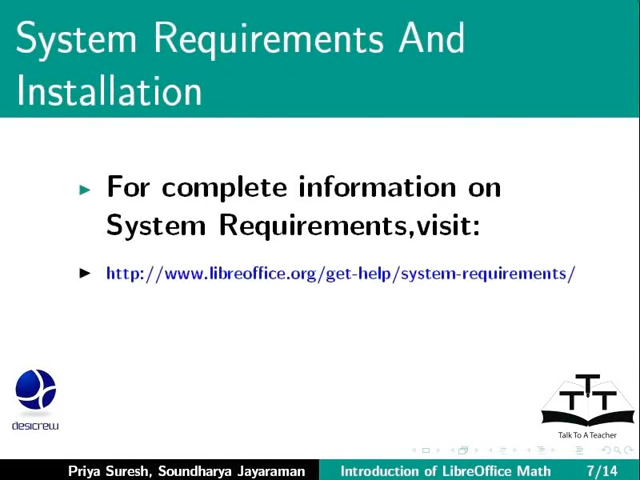 System Requirements And
Installation
For complete information on
System Requirements,visit:
http://www.libreoffice.org/get-help/system-requirements/
desicrew
TTT
Talk To A Teacher
Priya Suresh, Soundharya Jayaraman
Introduction of LibreOffice Math
7/14